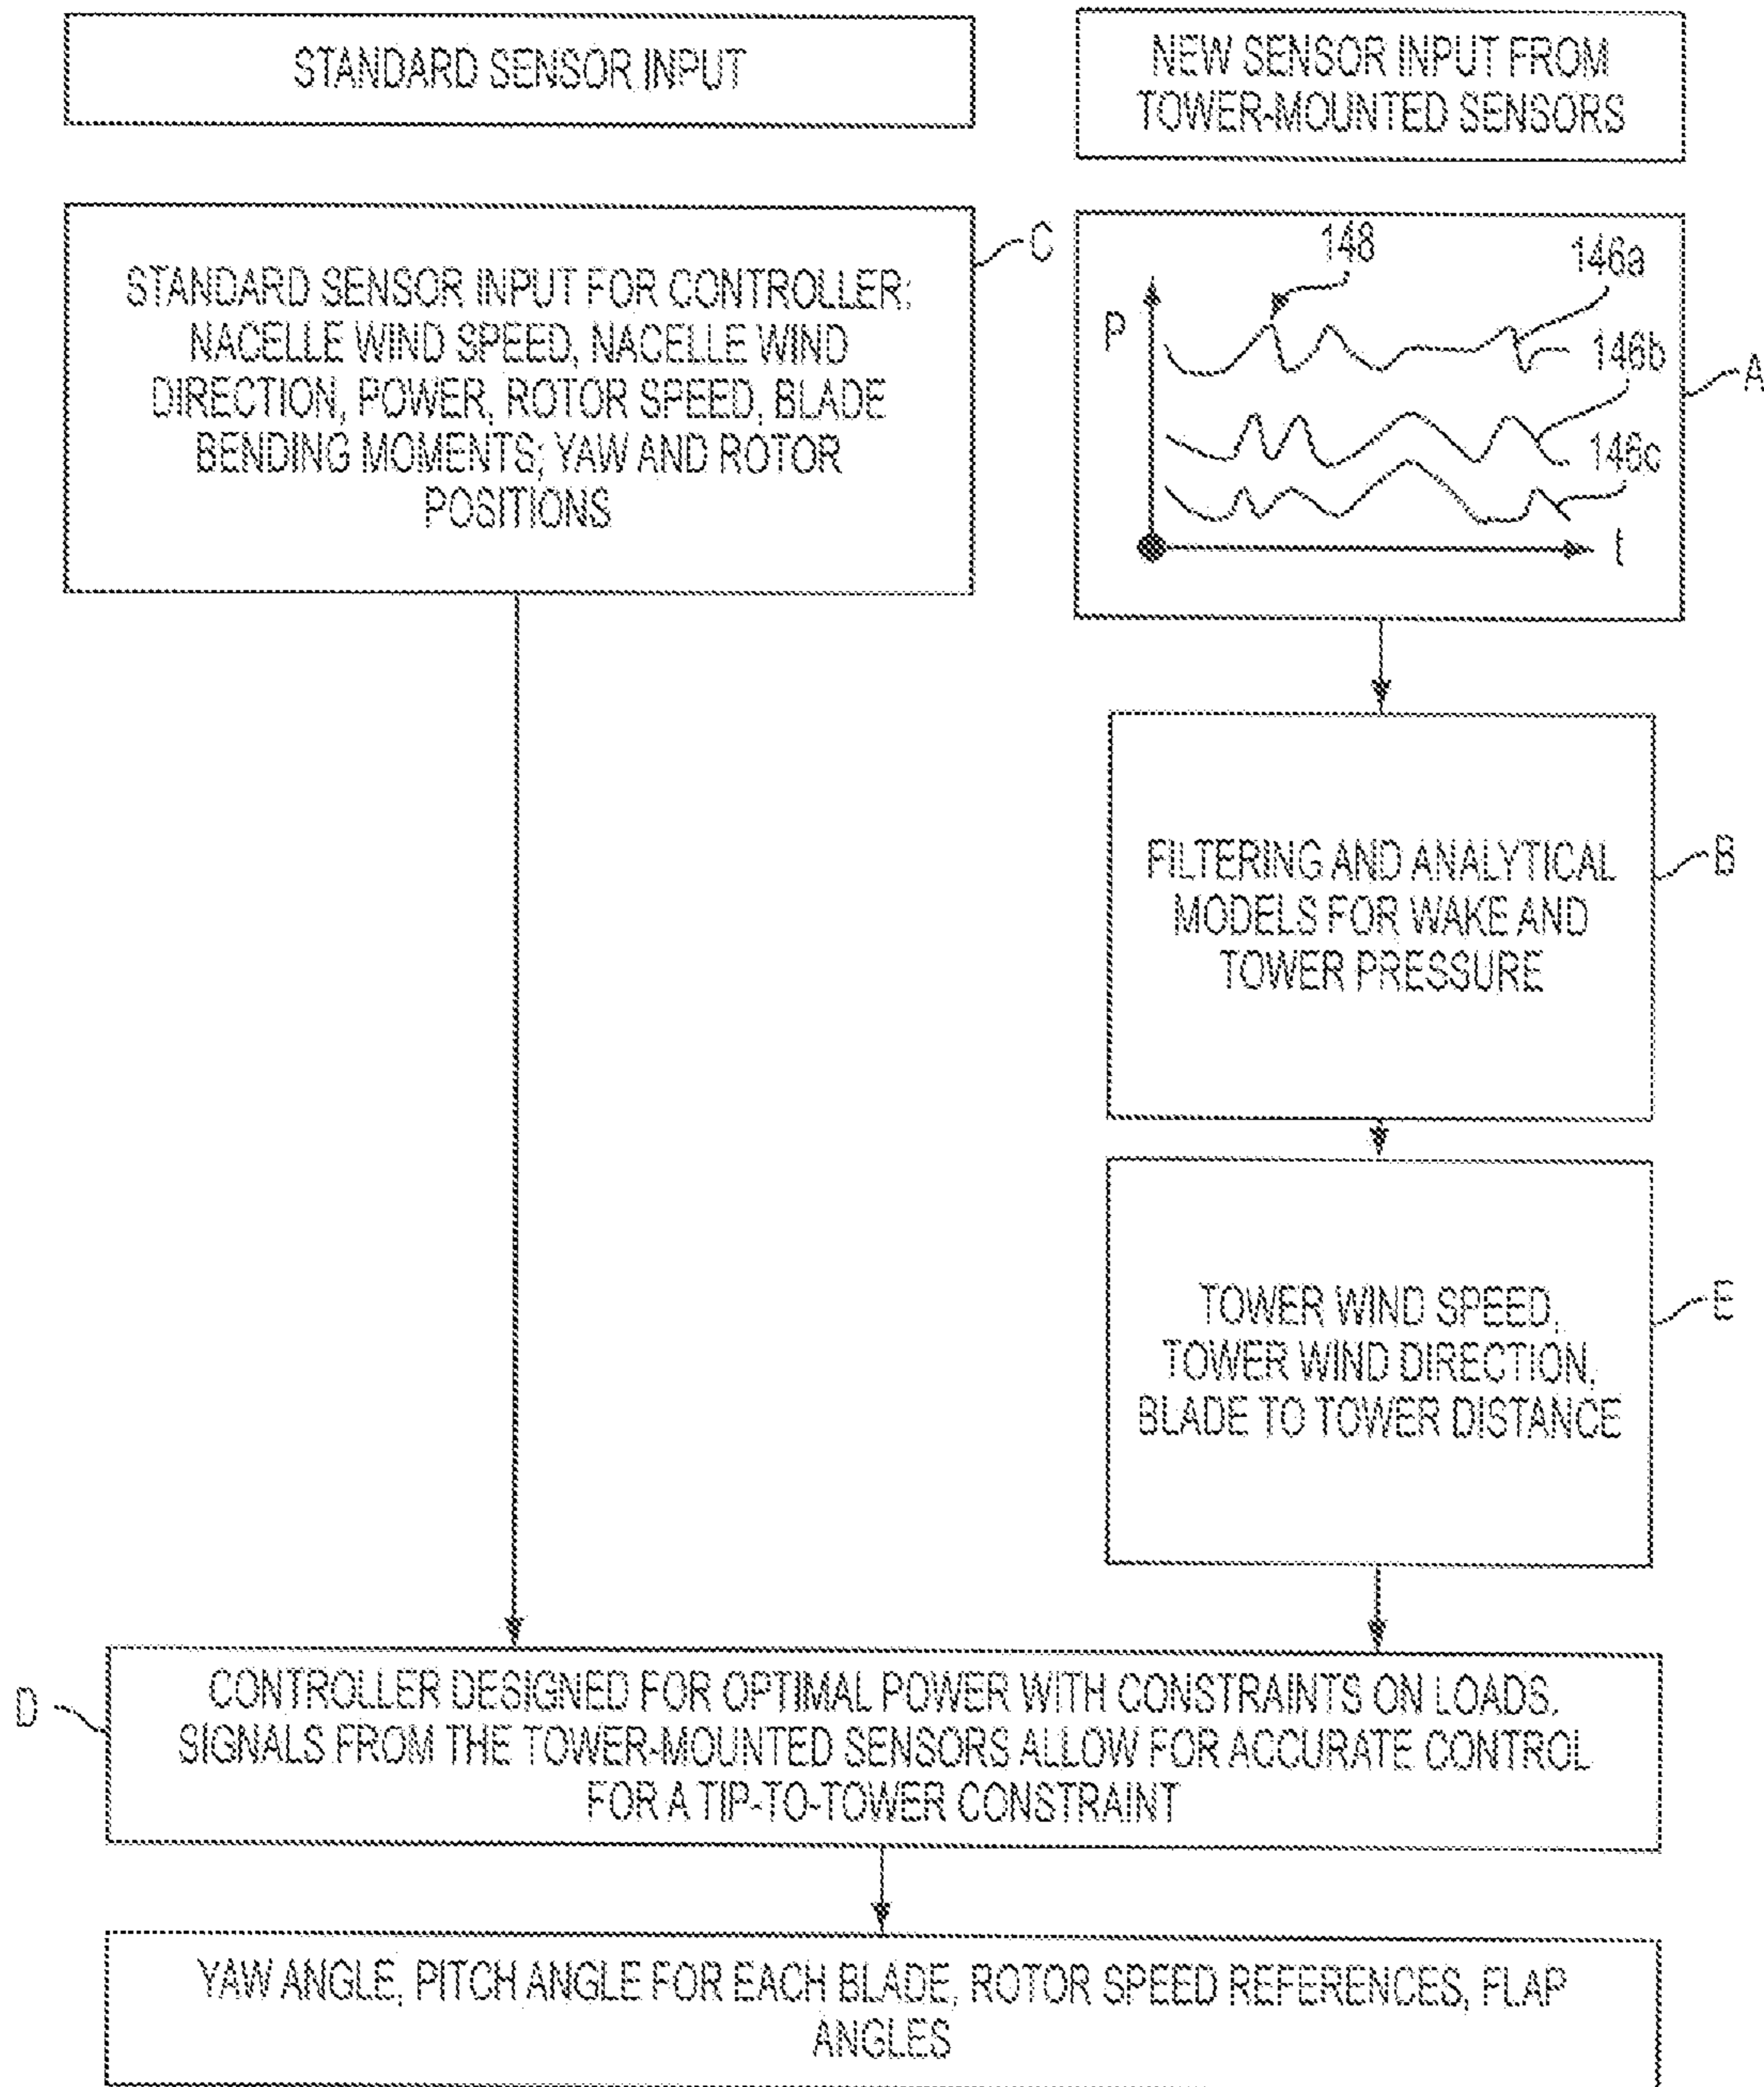 STANDARD SENSOR INPUT
NEW SENSOR INPUT FROM
TOWER-MOUNTED SENSORS
STANDARD SENSOR INPUT FOR CONTROLLER:
NACELLE WIND SPEED, NACELLE WIND
DIRECTION, POWER, ROTOR SPEED, BLADE
BENDING MOMENTS; YAW AND ROTOR
POSITIONS
C
148
146a
P
146b
A
146c
t
FILTERING AND ANALYTICAL
MODELS FOR WAKE AND
TOWER PRESSURE
B
TOWER WIND SPEED,
TOWER WIND DIRECTION,
BLADE TO TOWER DISTANCE
E
D
CONTROLLER DESIGNED FOR OPTIMAL POWER WITH CONSTRAINTS ON LOADS.
SIGNALS FROM THE TOWER-MOUNTED SENSORS ALLOW FOR ACCURATE CONTROL
FOR A TIP-TO-TOWER CONSTRAINT
YAW ANGLE, PITCH ANGLE FOR EACH BLADE, ROTOR SPEED REFERENCES, FLAP
ANGLES